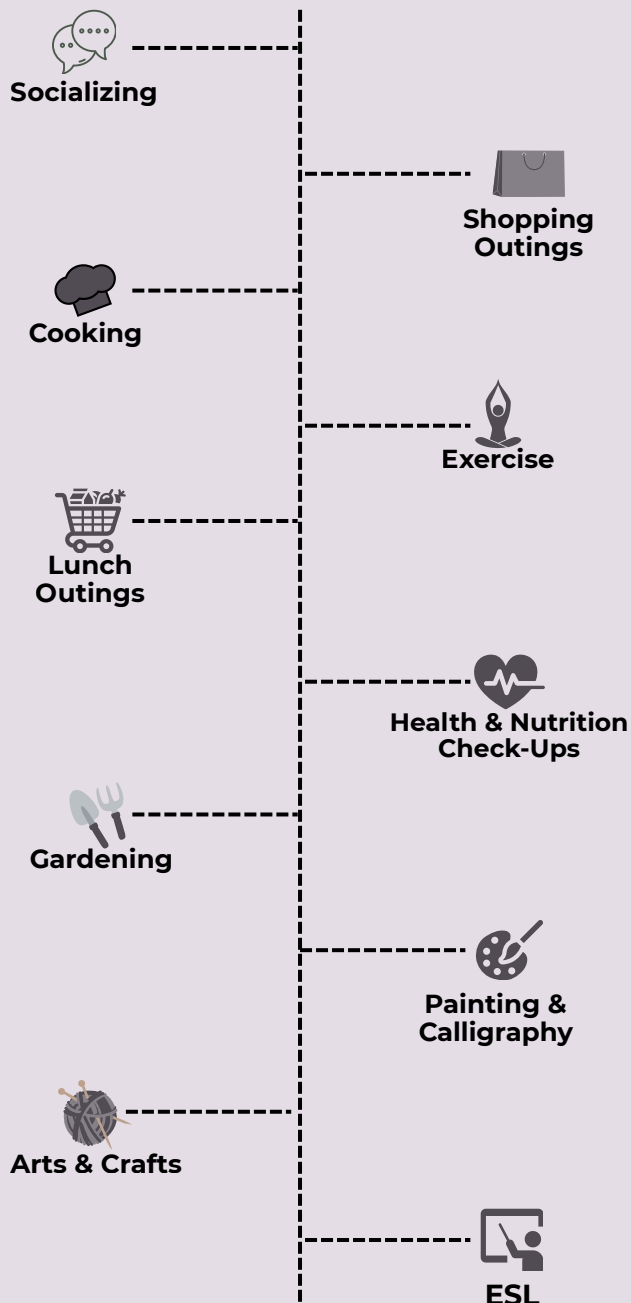 Socializing
Shopping
Outings
Cooking
Exercise
Lunch
Outings
Health & Nutrition
Check-Ups
Gardening
Painting &
Calligraphy
Arts & Crafts
ESL